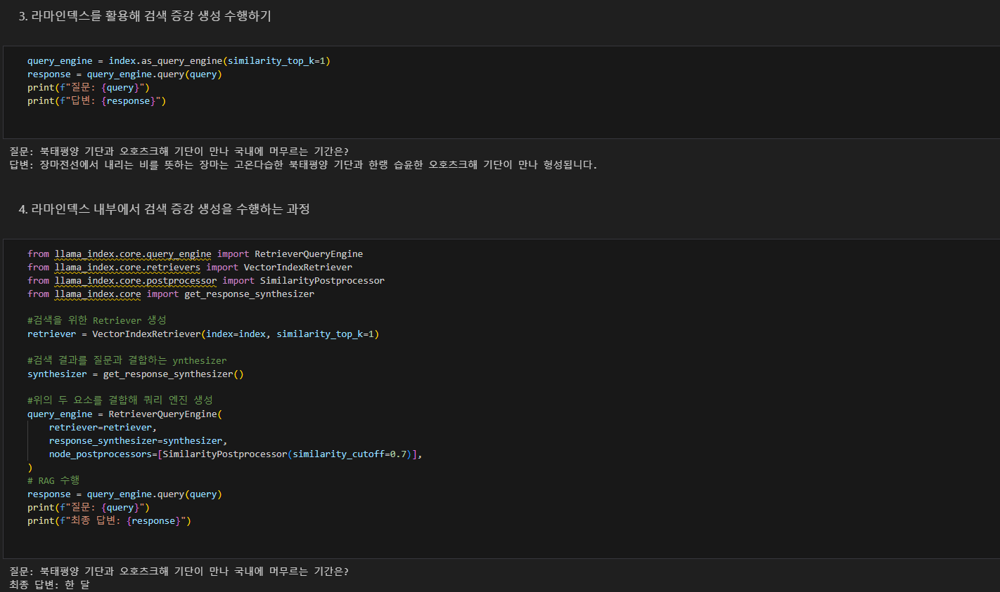 3. 라마인덱스를 활용해 검색 증강 생성 수행하기
query_engine = index.as_query_engine(similarity_top_k=1)
response = query_engine.query(query)
print(f"질문: {query}")
print(f"답변: {response}")
질문: 북태평양 기단과 오호츠크해 기단이 만나 국내에 머무르는 기간은?
답변: 장마전선에서 내리는 비를 뜻하는 장마는 고온다습한 북태평양 기단과 한랭 습윤한 오호츠크해 기단이 만나 형성됩니다.
4. 라마인덱스 내부에서 검색 증강 생성을 수행하는 과정
from llama_index.core.query_engine import RetrieverQueryEngine
from llama_index.core.retrievers import VectorIndexRetriever
from llama_index.core.postprocessor import SimilarityPostprocessor
from llama_index.core import get_response_synthesizer
#검색을 위한 Retriever 생성
retriever = VectorIndexRetriever(index=index, similarity_top_k=1)
#검색 결과를 질문과 결합하는 ynthesizer
synthesizer = get_response_synthesizer()
#위의 두 요소를 결합해 쿼리 엔진 생성
query_engine = RetrieverQueryEngine(
    retriever=retriever,
    response_synthesizer=synthesizer,
    node_postprocessors=[SimilarityPostprocessor(similarity_cutoff=0.7)],
)
# RAG 수행
response = query_engine.query(query)
print(f"질문: {query}")
print(f"최종 답변: {response}")
질문: 북태평양 기단과 오호츠크해 기단이 만나 국내에 머무르는 기간은?
최종 답변: 한 달